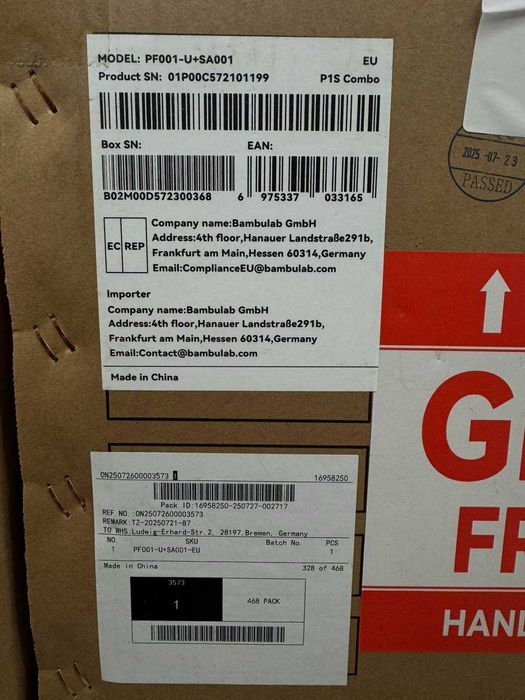 MODEL: PF001-U+SA001 EU
Product SN: 01P00C572101199 P1S Combo
Box SN: EAN:
B02M00D572300368 6 975337 033165
EC REP
Company name:Bambulab GmbH
Address:4th floor,Hanauer Landstraße291b,
Frankfurt am Main,Hessen 60314,Germany
Email:ComplianceEU@bambulab.com
Importer
Company name:Bambulab GmbH
Address:4th floor,Hanauer Landstraße291b,
Frankfurt am Main,Hessen 60314,Germany
Email:Contact@bambulab.com
Made in China
2025-07-23
PASSED
G
FR
HAND
ON25072600003573 1 16958250
Pack ID:16958250-250727-002717
REF NO.:ON25072600003573
REMARK:TZ-20250721-87
TO WHS:Ludwig-Erhard-Str. 2, 28197, Bremen, Germany
NO. SKU Batch No. PCS
1 PF001-U+SA001-EU 1
Made in China 328 of 468
3573
1 468 PACK